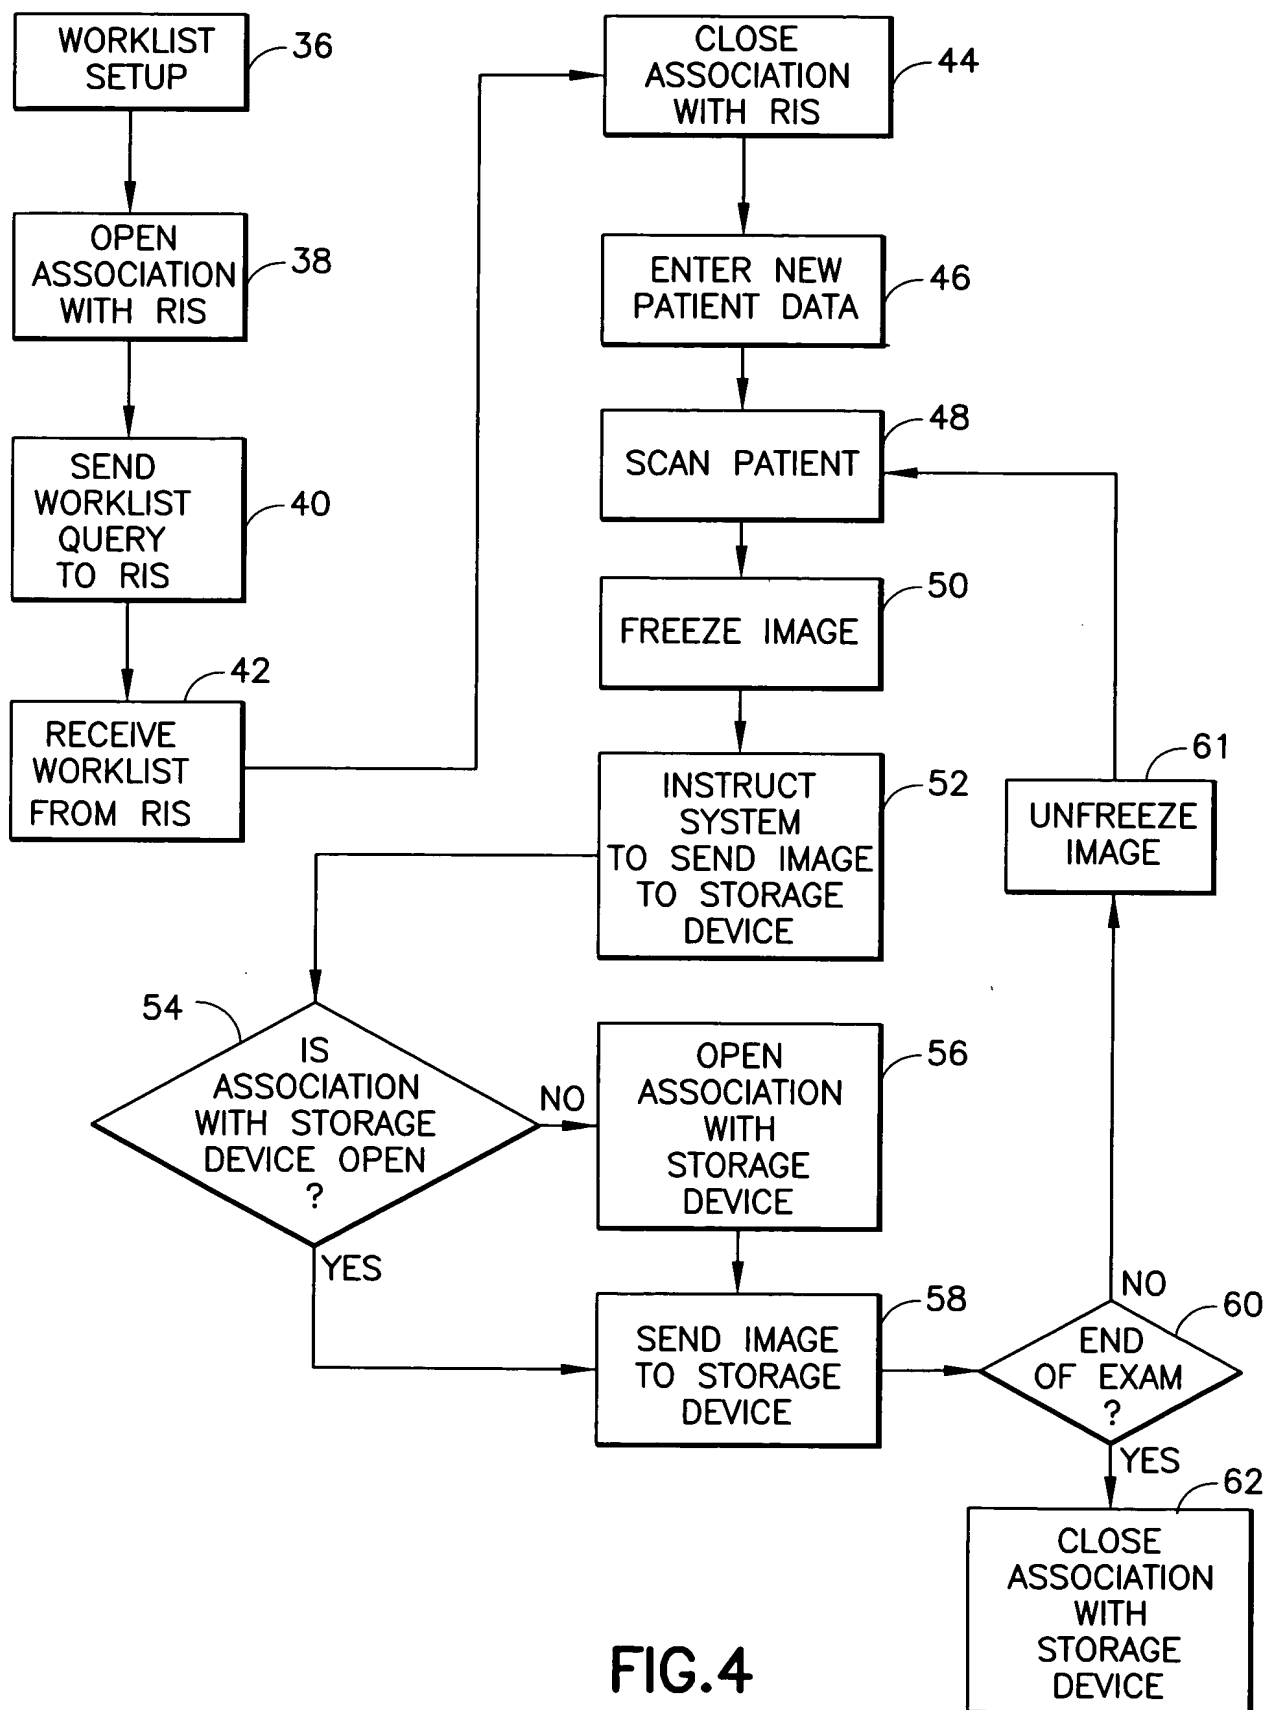 WORKLIST
SETUP
36
OPEN
ASSOCIATION
WITH RIS
38
SEND
WORKLIST
QUERY
TO RIS
40
42
RECEIVE
WORKLIST
FROM RIS
CLOSE
ASSOCIATION
WITH RIS
44
ENTER NEW
PATIENT DATA
46
48
SCAN PATIENT
50
FREEZE IMAGE
INSTRUCT
SYSTEM
TO SEND IMAGE
TO STORAGE
DEVICE
52
61
UNFREEZE
IMAGE
54
IS
ASSOCIATION
WITH STORAGE
DEVICE OPEN
?
NO
YES
OPEN
ASSOCIATION
WITH
STORAGE
DEVICE
56
SEND IMAGE
TO STORAGE
DEVICE
58
NO
60
END
OF EXAM
?
YES
62
CLOSE
ASSOCIATION
WITH
STORAGE
DEVICE
FIG.4